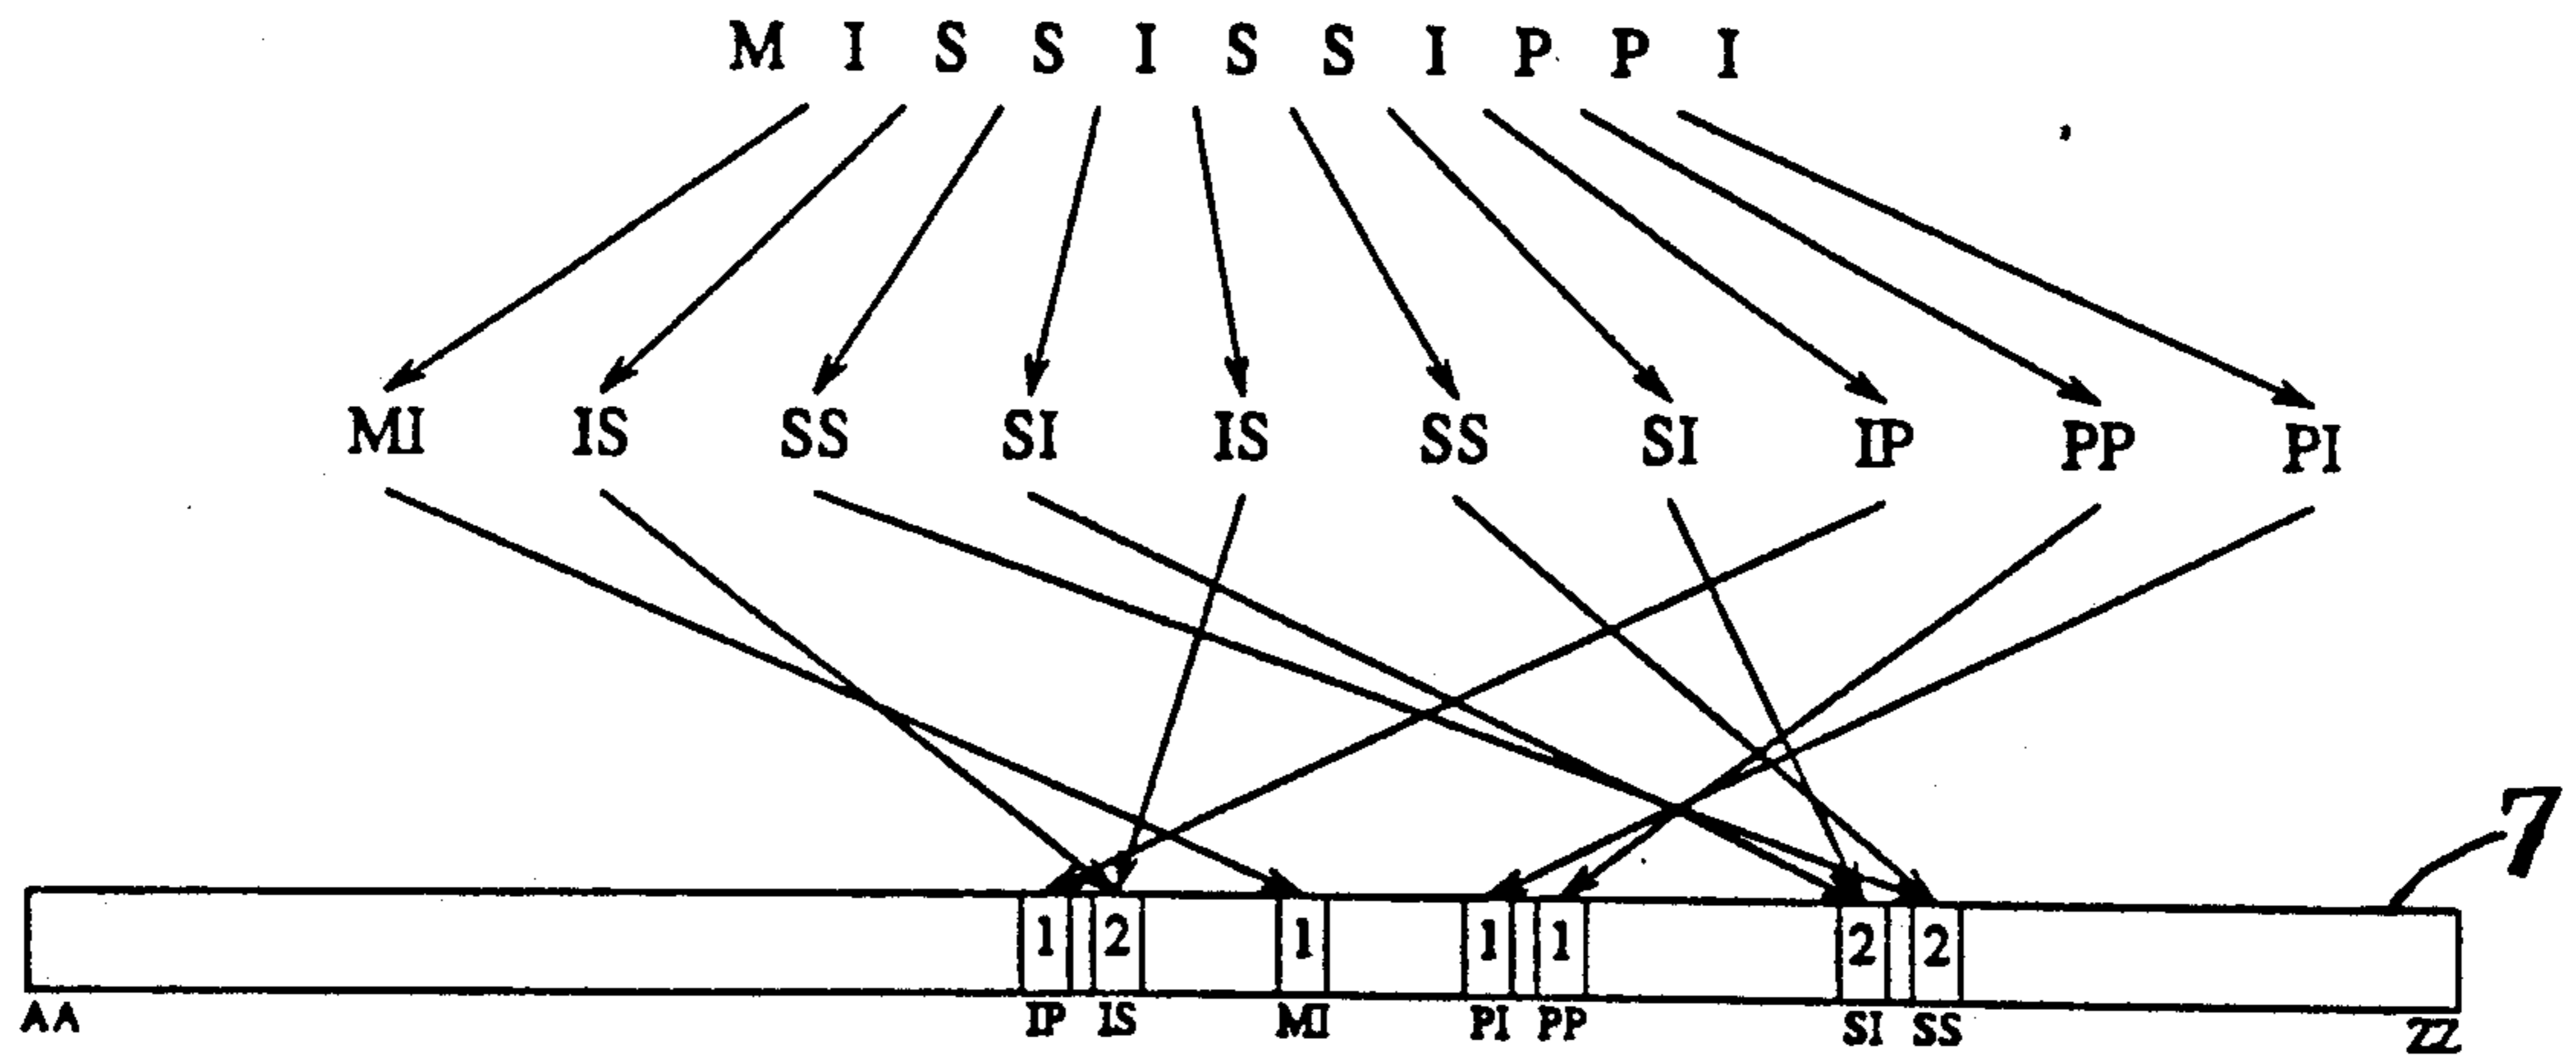 M I S S I S S I P P I
MI IS SS SI IS SS SI IP PP PI
7
1 2 1 1 1 2 2
AA IP IS MI PI PP SI SS ZZ